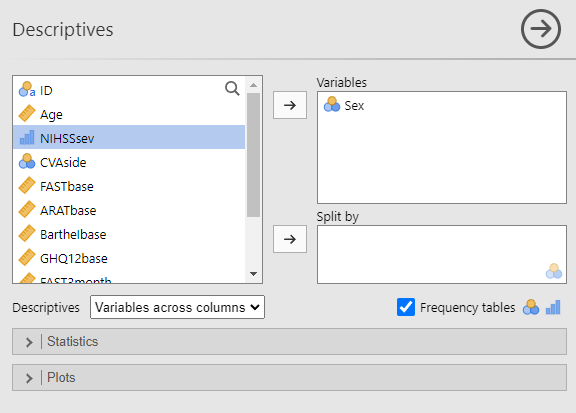 Descriptives
ID
Age
NIHSSsev
CVAside
FASTbase
ARATbase
Barthelbase
GHQ12base
FAST3month
Variables
Sex
Split by
Descriptives Variables across columns
Frequency tables
Statistics
Plots